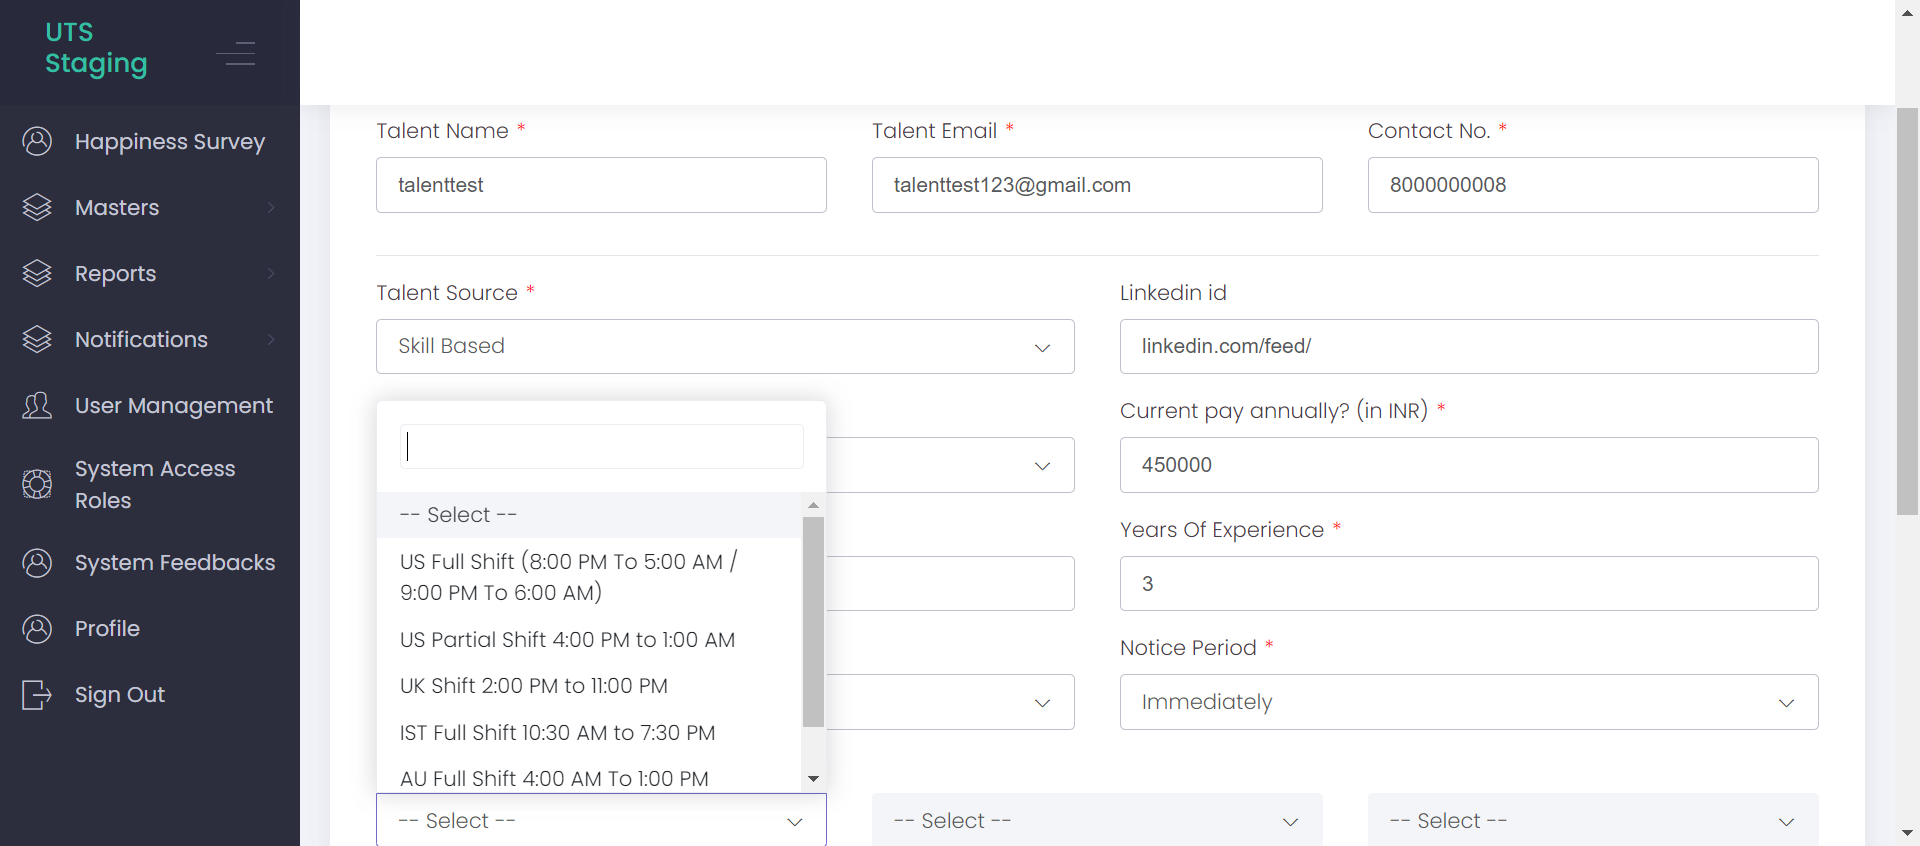 UTS
Staging
Happiness Survey
Masters
Reports
Notifications
User Management
System Access
Roles
System Feedbacks
Profile
Sign Out
Talent Name *
Talent Email *
Contact No. *
talenttest
talenttest123@gmail.com
8000000008
Talent Source *
Linkedin id
Skill Based
linkedin.com/feed/
Current pay annually? (in INR) *
450000
Years Of Experience *
3
Notice Period *
Immediately
-- Select --
US Full Shift (8:00 PM To 5:00 AM /
9:00 PM To 6:00 AM)
US Partial Shift 4:00 PM to 1:00 AM
UK Shift 2:00 PM to 11:00 PM
IST Full Shift 10:30 AM to 7:30 PM
AU Full Shift 4:00 AM To 1:00 PM
-- Select --
-- Select --
-- Select --